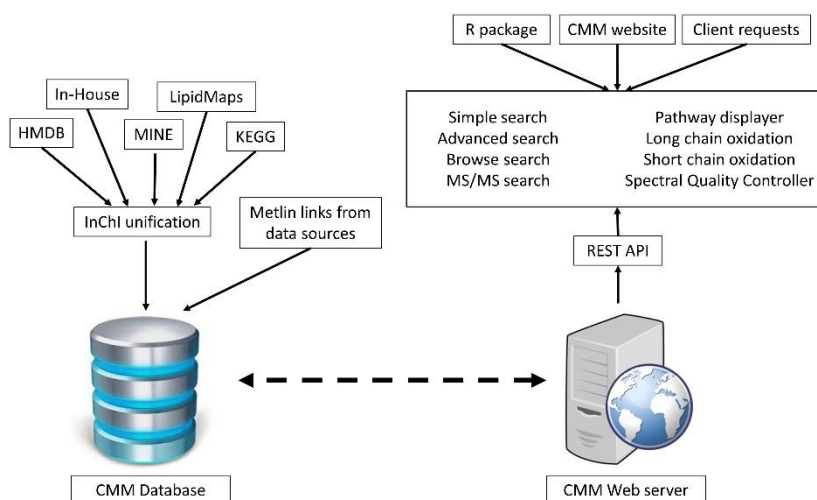 R package
CMM website
Client requests
In-House
LipidMaps
HMDB
MINE
KEGG
InChI unification
Metlin links from
data sources
Simple search
Advanced search
Browse search
MS/MS search
Pathway displayer
Long chain oxidation
Short chain oxidation
Spectral Quality Controller
REST API
CMM Database
CMM Web server